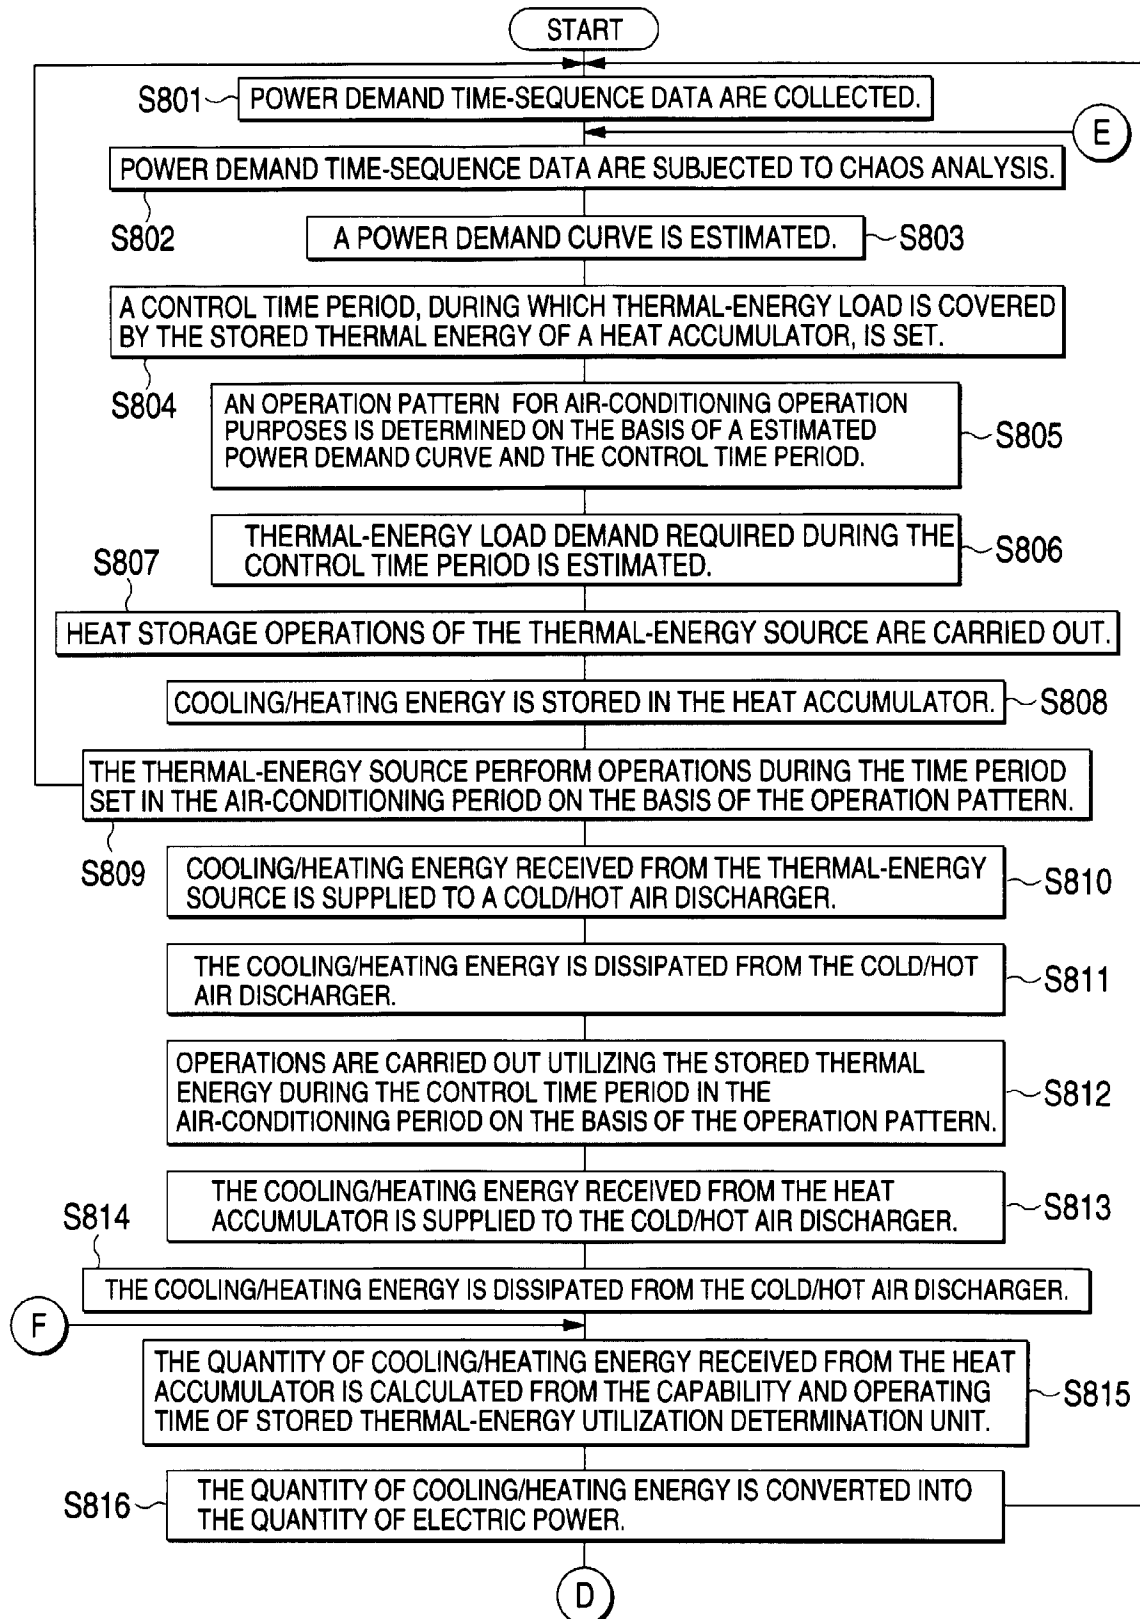 START
S801
POWER DEMAND TIME-SEQUENCE DATA ARE COLLECTED.
E
POWER DEMAND TIME-SEQUENCE DATA ARE SUBJECTED TO CHAOS ANALYSIS.
S802
A POWER DEMAND CURVE IS ESTIMATED.
S803
A CONTROL TIME PERIOD, DURING WHICH THERMAL-ENERGY LOAD IS COVERED
BY THE STORED THERMAL ENERGY OF A HEAT ACCUMULATOR, IS SET.
S804
AN OPERATION PATTERN FOR AIR-CONDITIONING OPERATION
PURPOSES IS DETERMINED ON THE BASIS OF A ESTIMATED
POWER DEMAND CURVE AND THE CONTROL TIME PERIOD.
S805
THERMAL-ENERGY LOAD DEMAND REQUIRED DURING THE
CONTROL TIME PERIOD IS ESTIMATED.
S806
S807
HEAT STORAGE OPERATIONS OF THE THERMAL-ENERGY SOURCE ARE CARRIED OUT.
COOLING/HEATING ENERGY IS STORED IN THE HEAT ACCUMULATOR.
S808
THE THERMAL-ENERGY SOURCE PERFORM OPERATIONS DURING THE TIME PERIOD
SET IN THE AIR-CONDITIONING PERIOD ON THE BASIS OF THE OPERATION PATTERN.
S809
COOLING/HEATING ENERGY RECEIVED FROM THE THERMAL-ENERGY
SOURCE IS SUPPLIED TO A COLD/HOT AIR DISCHARGER.
S810
THE COOLING/HEATING ENERGY IS DISSIPATED FROM THE COLD/HOT
AIR DISCHARGER.
S811
OPERATIONS ARE CARRIED OUT UTILIZING THE STORED THERMAL
ENERGY DURING THE CONTROL TIME PERIOD IN THE
AIR-CONDITIONING PERIOD ON THE BASIS OF THE OPERATION PATTERN.
S812
THE COOLING/HEATING ENERGY RECEIVED FROM THE HEAT
ACCUMULATOR IS SUPPLIED TO THE COLD/HOT AIR DISCHARGER.
S813
S814
THE COOLING/HEATING ENERGY IS DISSIPATED FROM THE COLD/HOT AIR DISCHARGER.
F
THE QUANTITY OF COOLING/HEATING ENERGY RECEIVED FROM THE HEAT
ACCUMULATOR IS CALCULATED FROM THE CAPABILITY AND OPERATING
TIME OF STORED THERMAL-ENERGY UTILIZATION DETERMINATION UNIT.
S815
S816
THE QUANTITY OF COOLING/HEATING ENERGY IS CONVERTED INTO
THE QUANTITY OF ELECTRIC POWER.
D